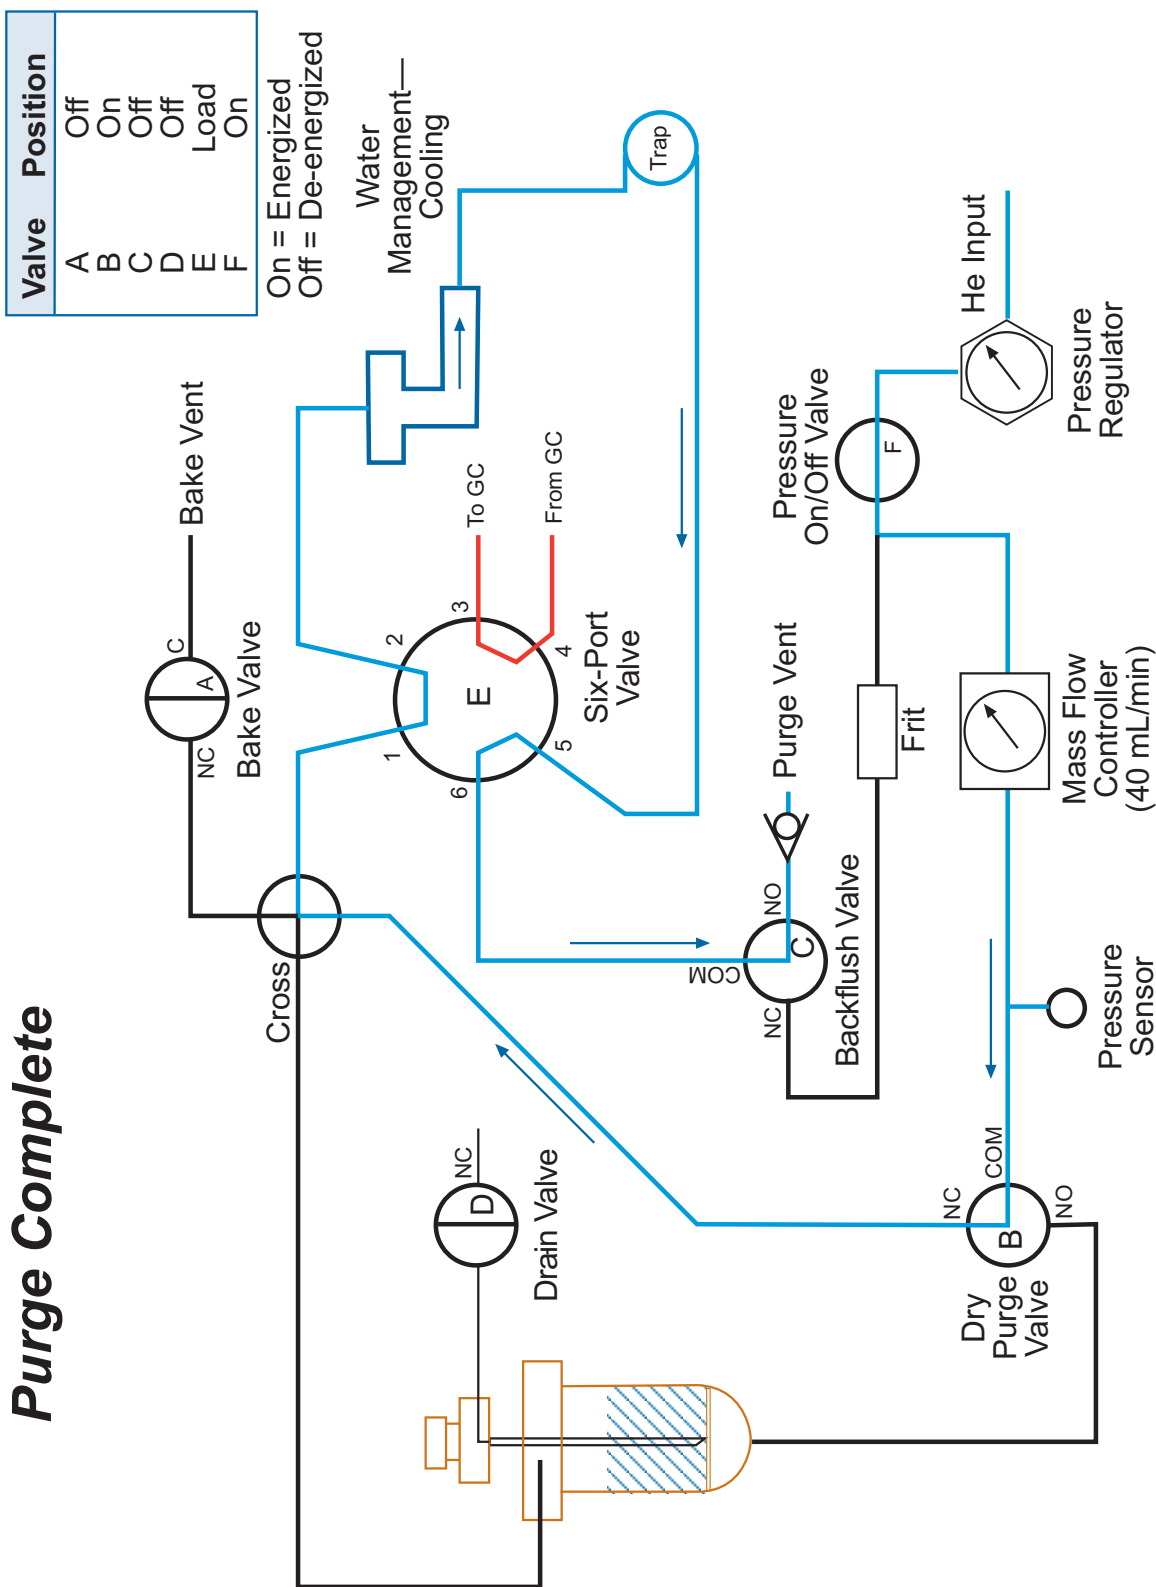 Purge Complete
Valve Position
A Off
B On
C Off
D Off
E Load
F On
On = Energized
Off = De-energized
Bake Vent
C
A
NC
Bake Valve
Cross
Water
Management—
Cooling
Trap
To GC
From GC
1
2
3
4
5
6
E
Six-Port
Valve
NC
D
Drain Valve
Purge Vent
NO
C
COM
NC
Backflush Valve
Frit
Pressure
On/Off Valve
F
He Input
Pressure
Regulator
Mass Flow
Controller
(40 mL/min)
Pressure
Sensor
COM
NC
NO
B
Dry
Purge
Valve